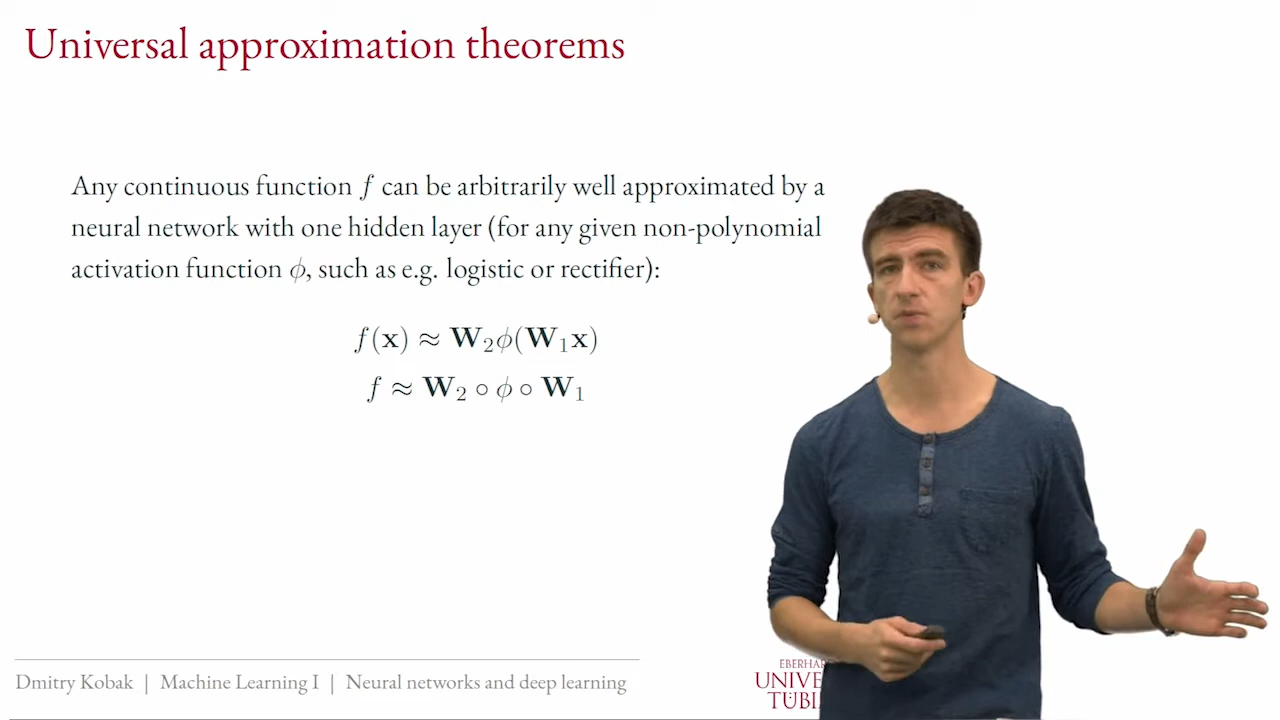 Universal approximation theorems
Any continuous function f can be arbitrarily well approximated by a
neural network with one hidden layer (for any given non-polynomial
activation function ϕ, such as e.g. logistic or rectifier):
f(x) ≈ W₂ϕ(W₁x)
f ≈ W₂ ∘ ϕ ∘ W₁
Dmitry Kobak | Machine Learning I | Neural networks and deep learning